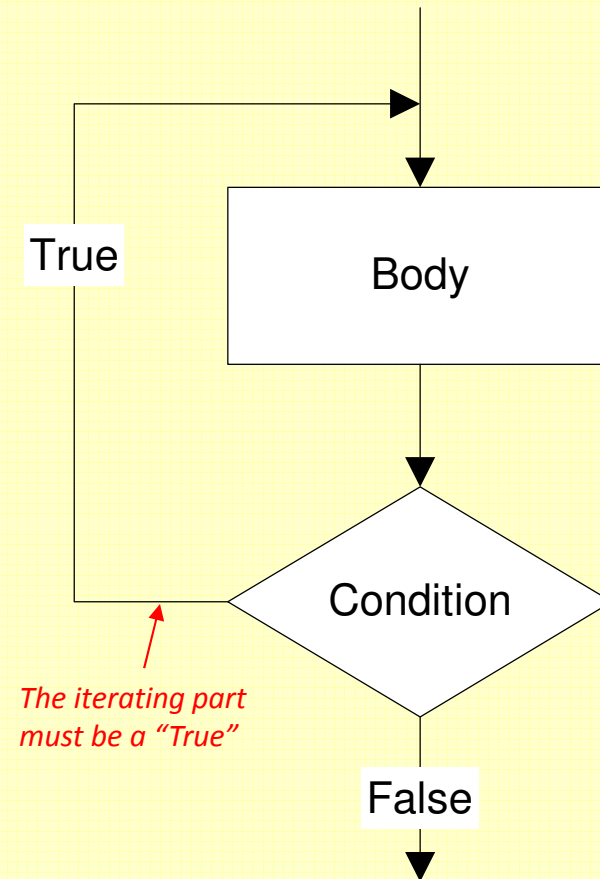 True
Body
Condition
The iterating part
must be a “True”
False